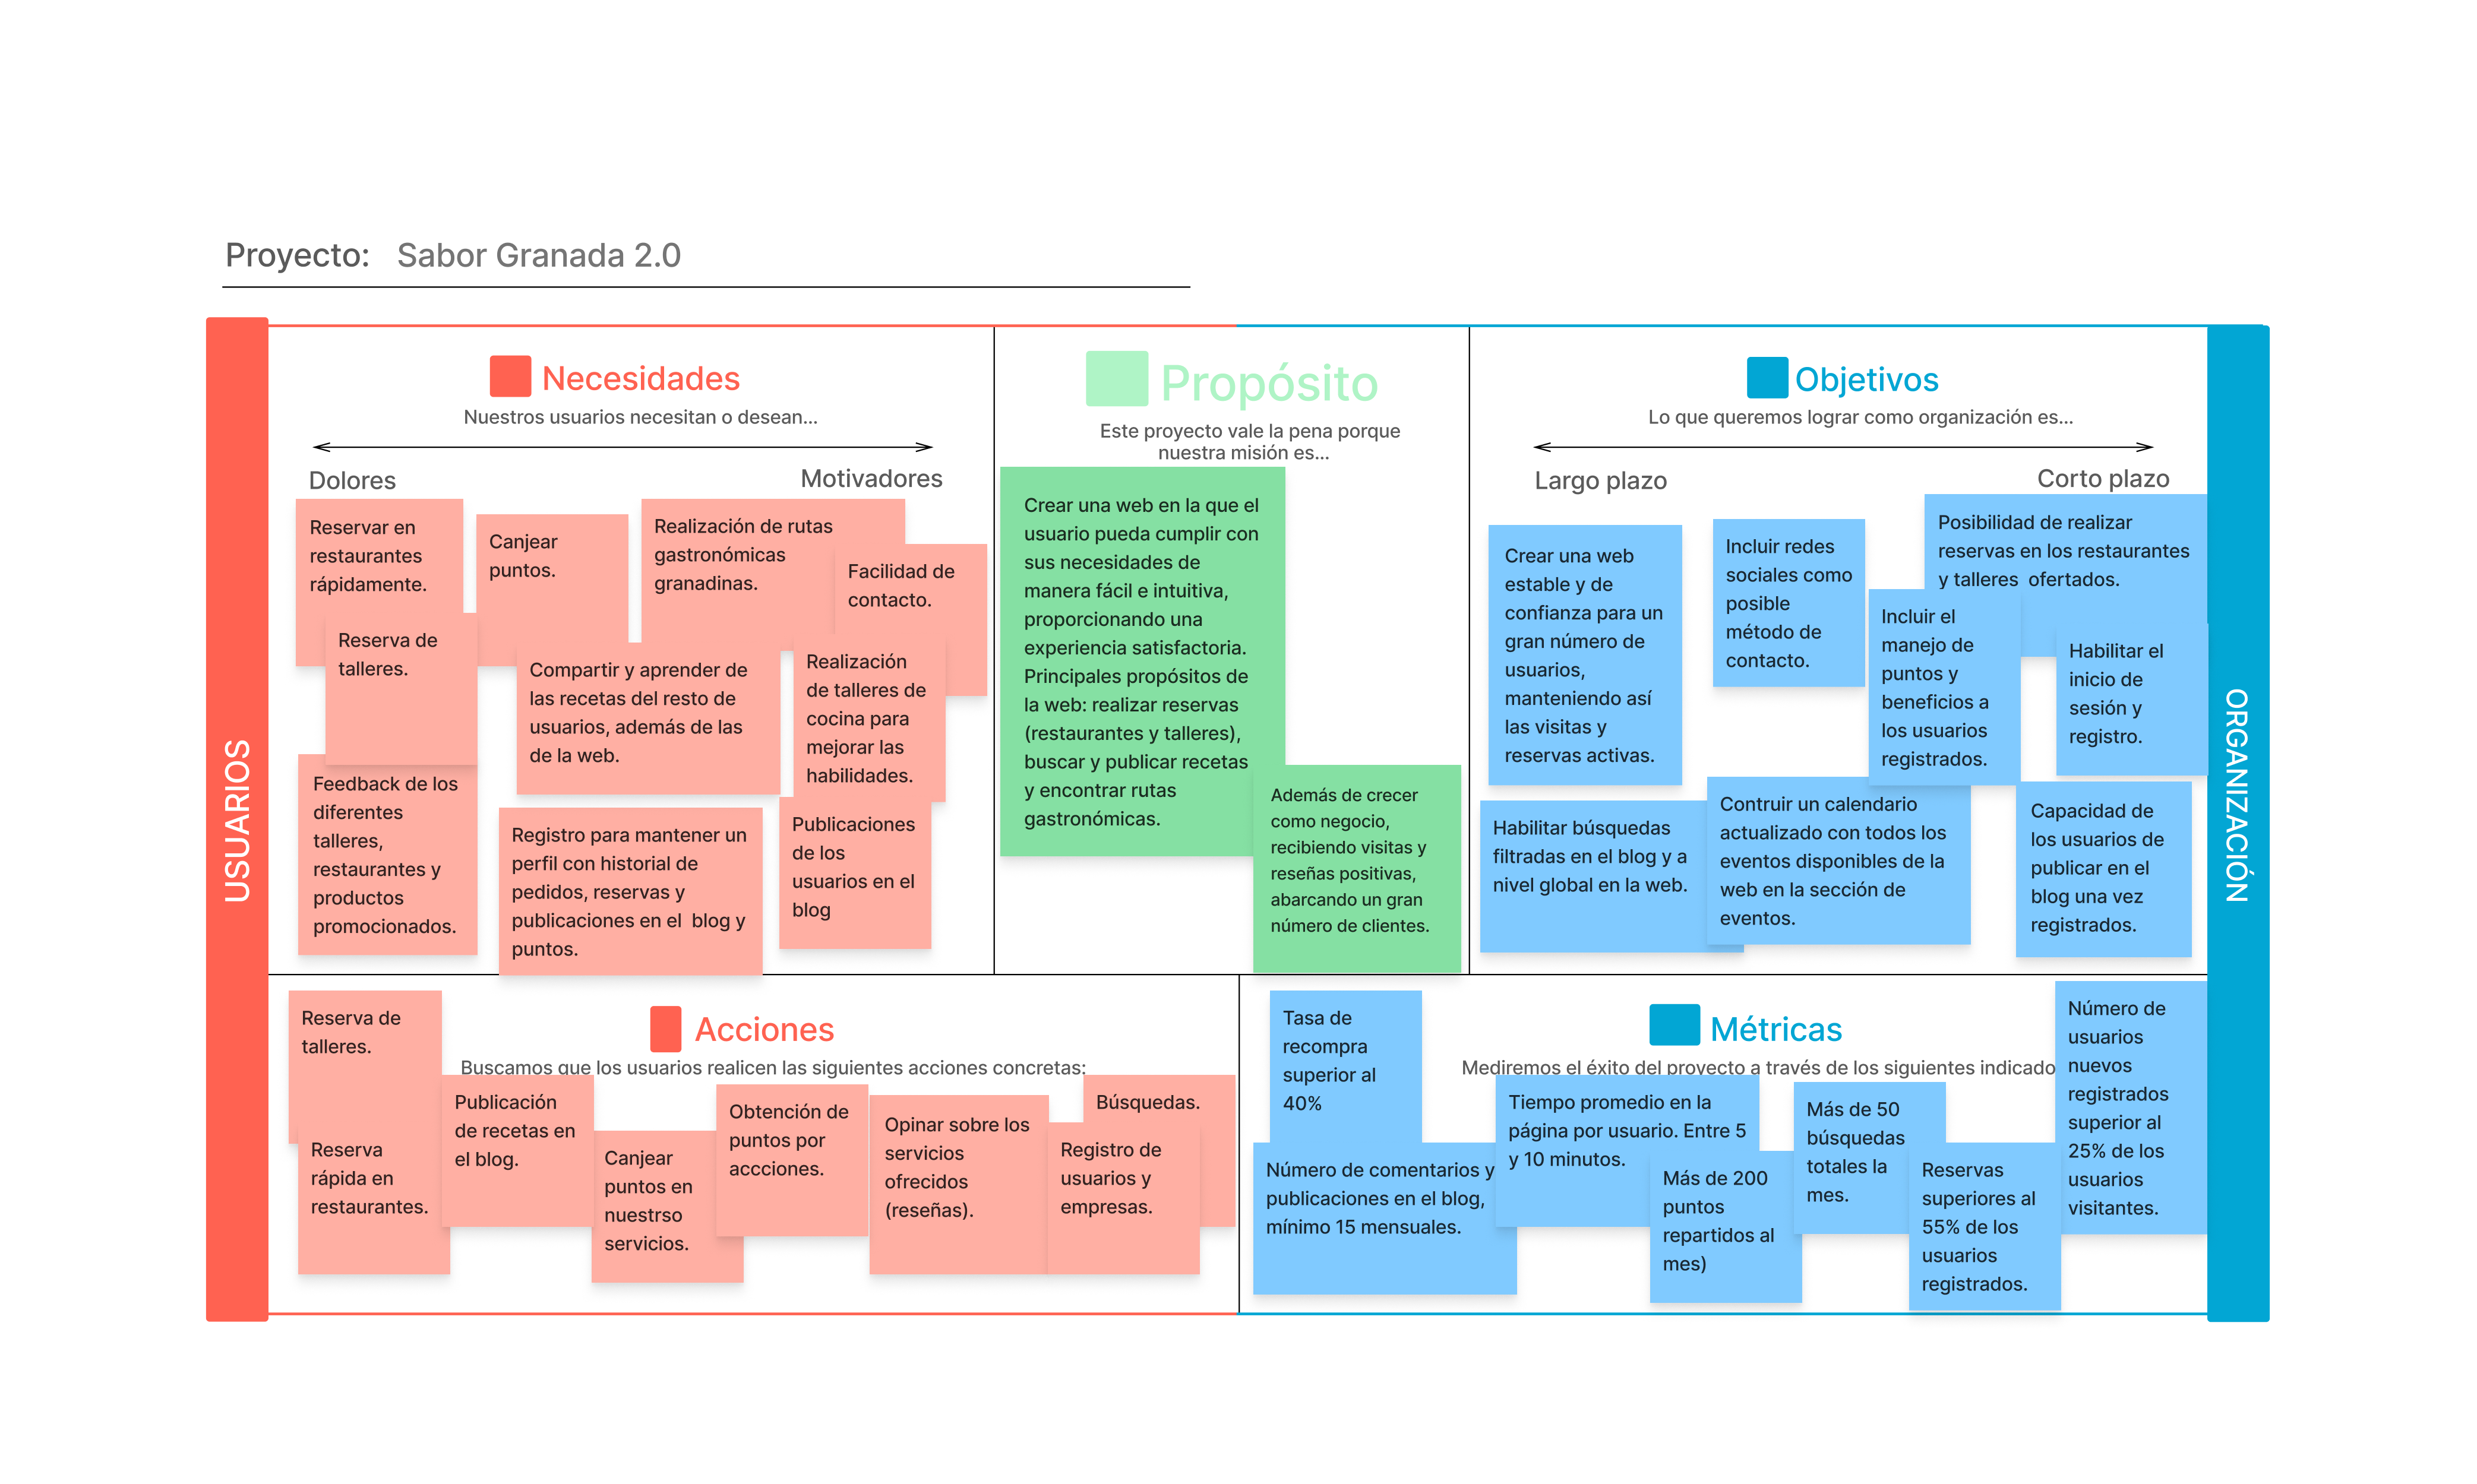 Proyecto: Sabor Granada 2.0
USUARIOS
Necesidades
Nuestros usuarios necesitan o desean...
Dolores
Motivadores
Reservar en
restaurantes
rápidamente.
Canjear
puntos.
Realización de rutas
gastronómicas
granadinas.
Facilidad de
contacto.
Reserva de
talleres.
Compartir y aprender de
las recetas del resto de
usuarios, además de las
de la web.
Realización
de talleres de
cocina para
mejorar las
habilidades.
Feedback de los
diferentes
talleres,
restaurantes y
productos
promocionados.
Registro para mantener un
perfil con historial de
pedidos, reservas y
publicaciones en el blog y
puntos.
Publicaciones
de los
usuarios en el
blog
Propósito
Este proyecto vale la pena porque
nuestra misión es...
Crear una web en la que el
usuario pueda cumplir con
sus necesidades de
manera fácil e intuitiva,
proporcionando una
experiencia satisfactoria.
Principales propósitos de
la web: realizar reservas
(restaurantes y talleres),
buscar y publicar recetas
y encontrar rutas
gastronómicas.
Además de crecer
como negocio,
recibiendo visitas y
reseñas positivas,
abarcando un gran
número de clientes.
Objetivos
Lo que queremos lograr como organización es...
Largo plazo
Corto plazo
Crear una web
estable y de
confianza para un
gran número de
usuarios,
manteniendo así
las visitas y
reservas activas.
Incluir redes
sociales como
posible
método de
contacto.
Posibilidad de realizar
reservas en los restaurantes
y talleres ofertados.
Incluir el
manejo de
puntos y
beneficios a
los usuarios
registrados.
Habilitar el
inicio de
sesión y
registro.
Habilitar búsquedas
filtradas en el blog y a
nivel global en la web.
Contruir un calendario
actualizado con todos los
eventos disponibles de la
web en la sección de
eventos.
Capacidad de
los usuarios de
publicar en el
blog una vez
registrados.
ORGANIZACIÓN
Acciones
Buscamos que los usuarios realicen las siguientes acciones concretas:
Reserva de
talleres.
Reserva
rápida en
restaurantes.
Publicación
de recetas en
el blog.
Canjear
puntos en
nuestrso
servicios.
Obtención de
puntos por
accciones.
Opinar sobre los
servicios
ofrecidos
(reseñas).
Búsquedas.
Registro de
usuarios y
empresas.
Métricas
Mediremos el éxito del proyecto a través de los siguientes indicado
Tasa de
recompra
superior al
40%
Número de comentarios y
publicaciones en el blog,
mínimo 15 mensuales.
Tiempo promedio en la
página por usuario. Entre 5
y 10 minutos.
Más de 200
puntos
repartidos al
mes)
Más de 50
búsquedas
totales la
mes.
Reservas
superiores al
55% de los
usuarios
registrados.
Número de
usuarios
nuevos
registrados
superior al
25% de los
usuarios
visitantes.